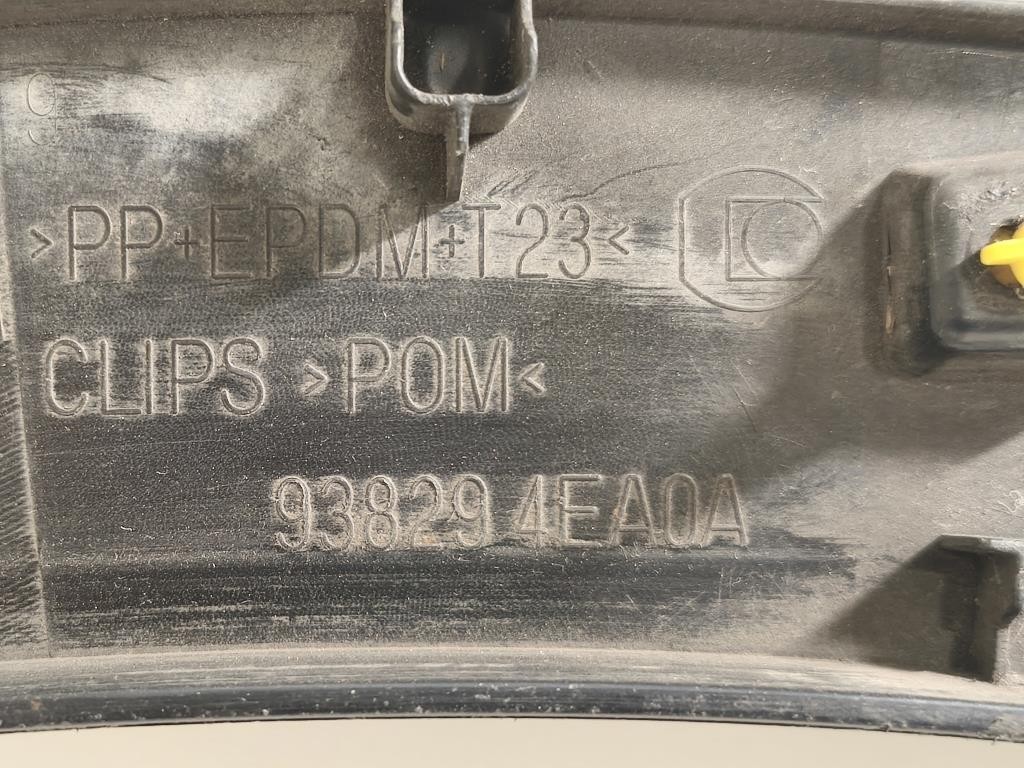 >PP+EPDM+T23<
CLIPS >POM<
93829 4EA0A